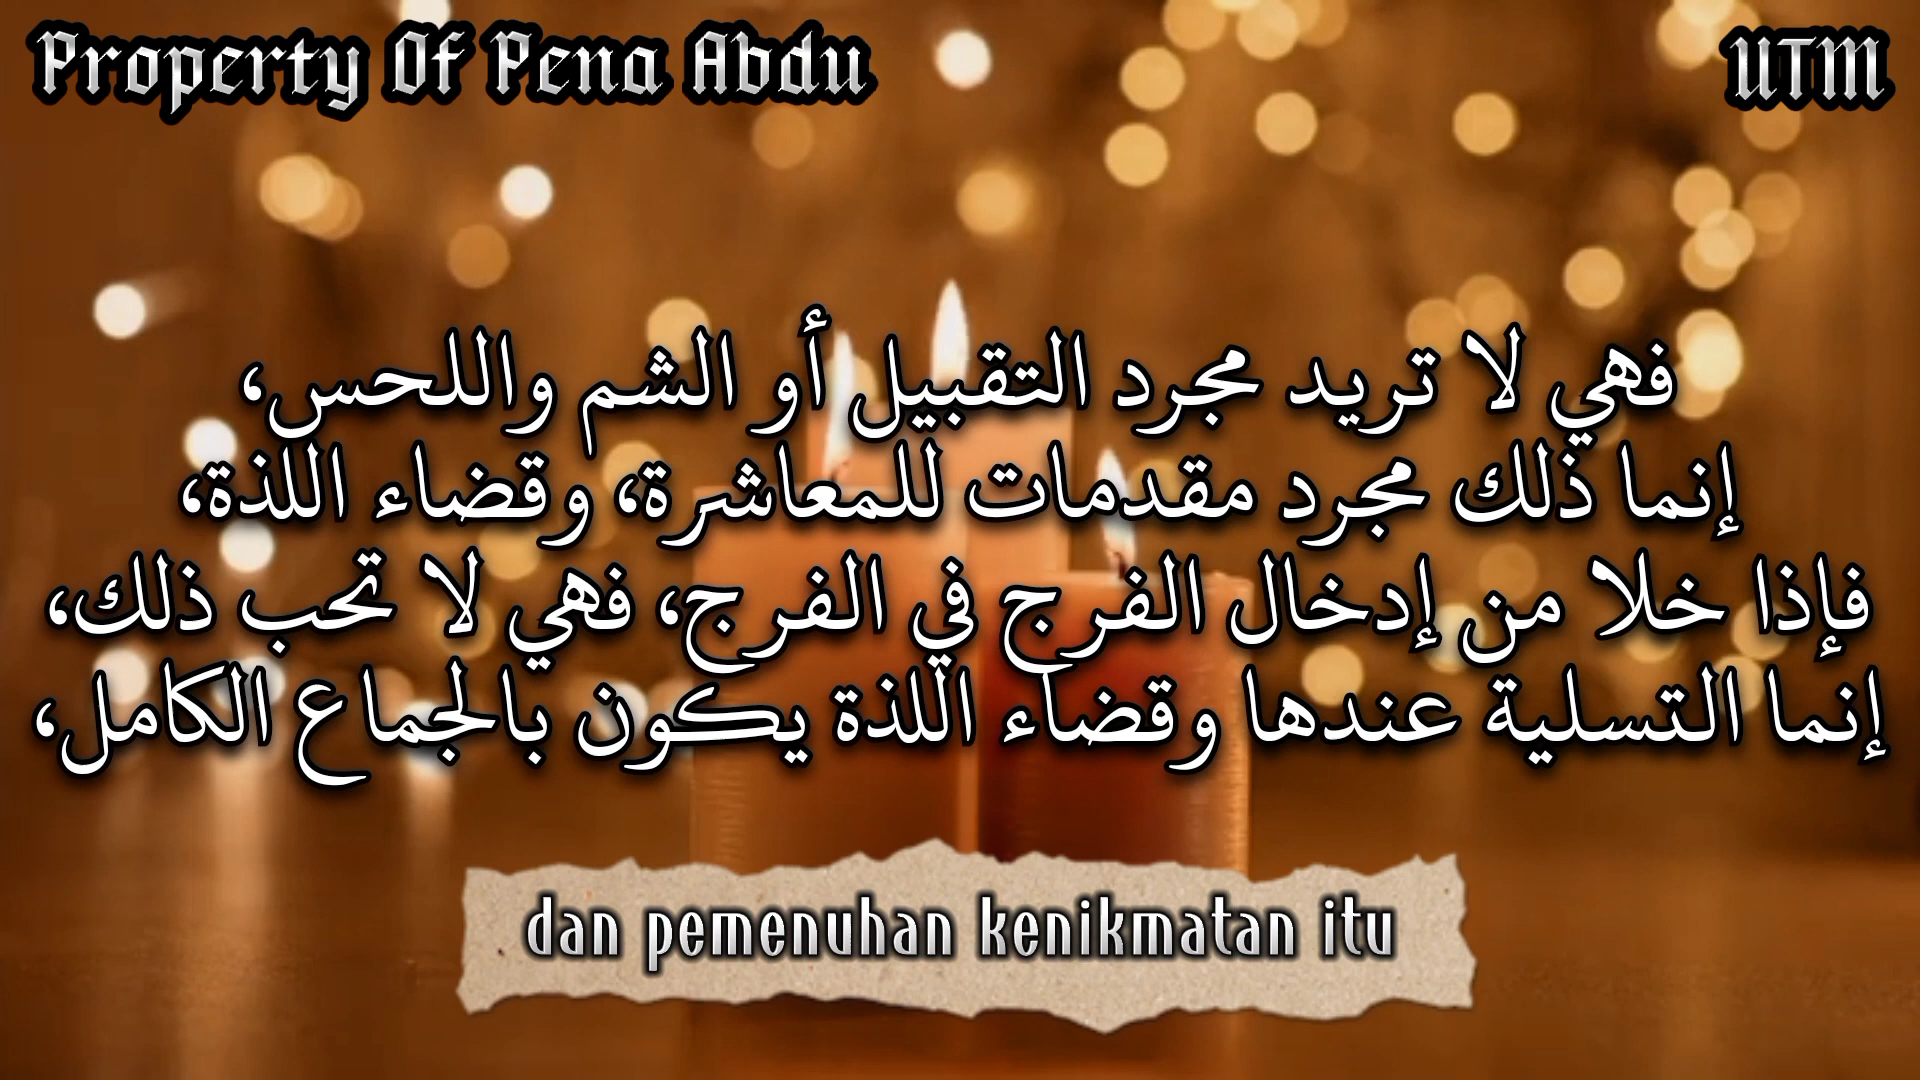 Property Of Pena Abdu
UTM
فهي لا تريد مجرد التقبيل أو الشم واللحس،
إنما ذلك مجرد مقدمات للمعاشرة، وقضاء اللذة،
فإذا خلا من إدخال الفرج في الفرج، فهي لا تحب ذلك،
إنما التسلية عندها وقضاء اللذة يكون بالجماع الكامل،
dan pemenuhan kenikmatan itu